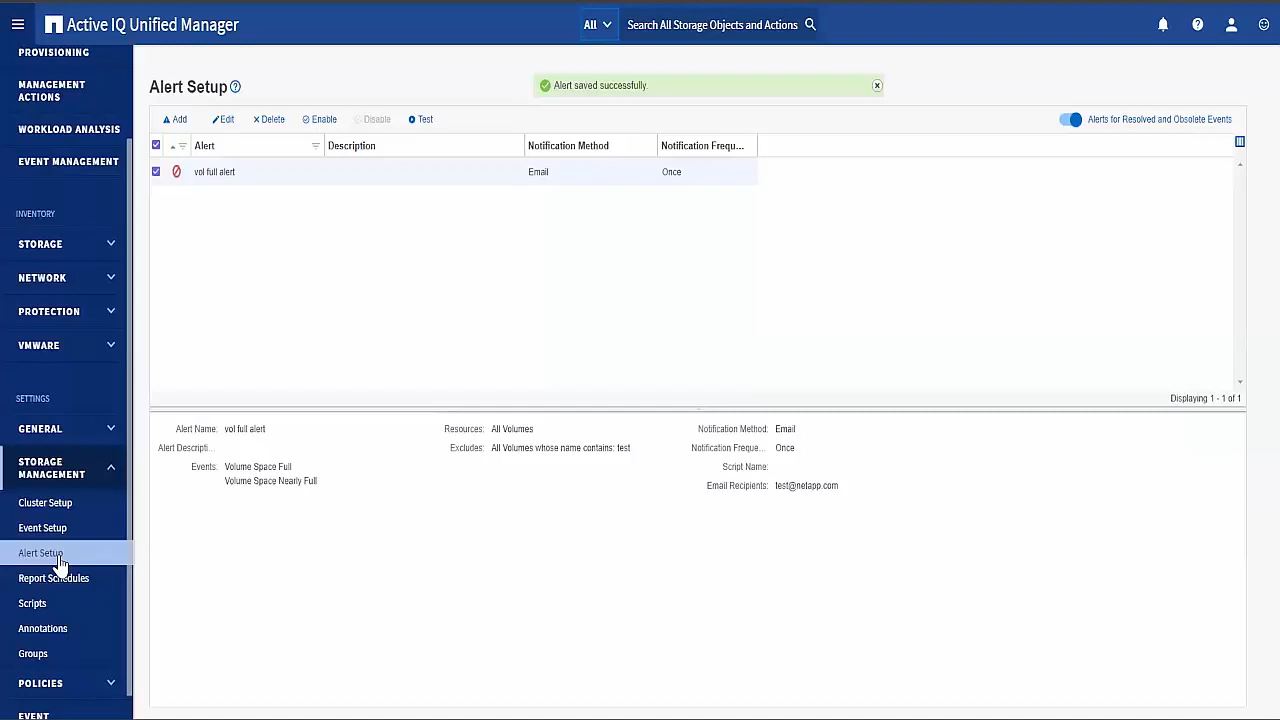 Active IQ Unified Manager
All
Search All Storage Objects and Actions
PROVISIONING
MANAGEMENT
ACTIONS
WORKLOAD ANALYSIS
EVENT MANAGEMENT
INVENTORY
STORAGE
NETWORK
PROTECTION
VMWARE
SETTINGS
GENERAL
STORAGE
MANAGEMENT
Cluster Setup
Event Setup
Alert Setup
Report Schedules
Scripts
Annotations
Groups
POLICIES
EVENT
Alert Setup
Alert saved successfully.
Add Edit Delete Enable Disable Test Alerts for Resolved and Obsolete Events
Alert Description Notification Method Notification Frequ...
vol full alert Email Once
Displaying 1 - 1 of 1
Alert Name: vol full alert Resources: All Volumes Notification Method: Email
Alert Descripti... Excludes: All Volumes whose name contains: test Notification Freque... Once
Events: Volume Space Full Script Name:
Volume Space Nearly Full Email Recipients: test@netapp.com